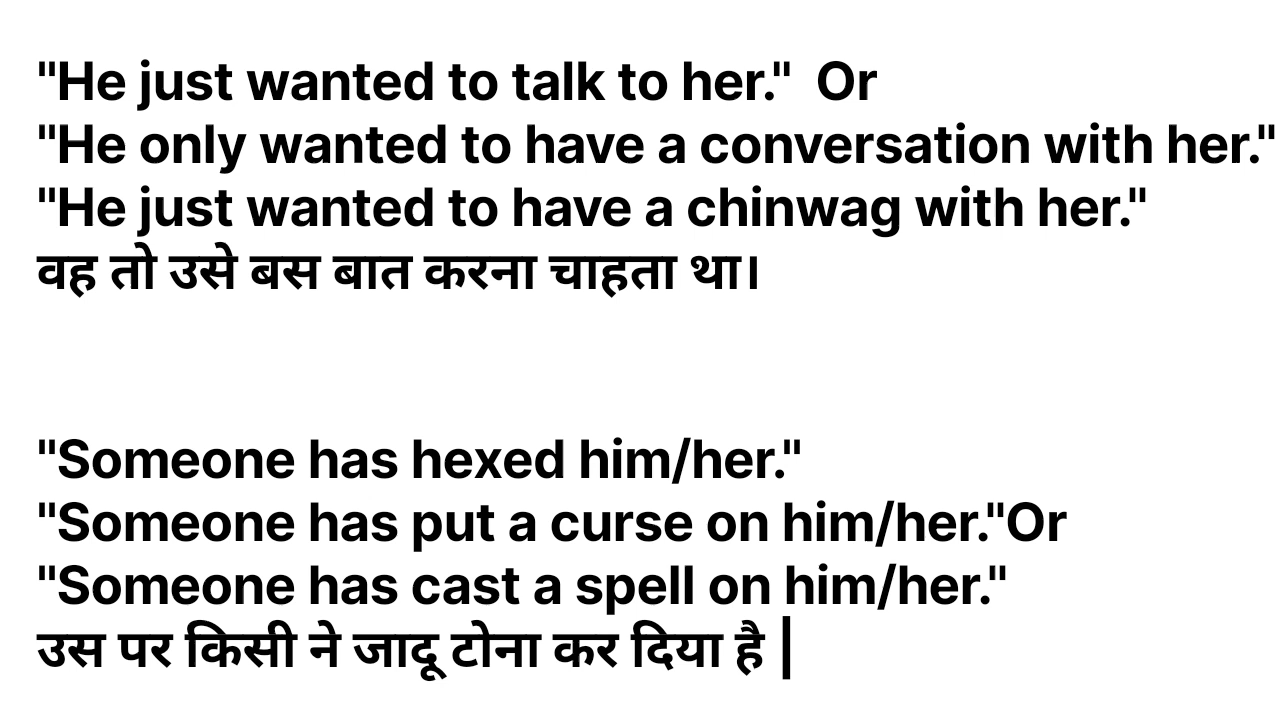 "He just wanted to talk to her."  Or
"He only wanted to have a conversation with her."
"He just wanted to have a chinwag with her."
वह तो उसे बस बात करना चाहता था।
"Someone has hexed him/her."
"Someone has put a curse on him/her."Or
"Someone has cast a spell on him/her."
उस पर किसी ने जादू टोना कर दिया है |